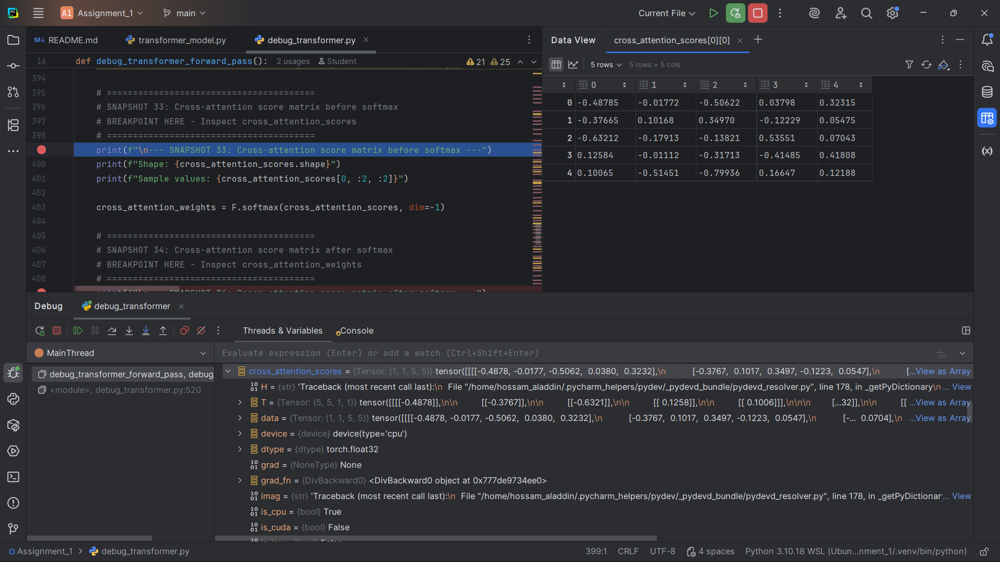 A1 Assignment_1 main Current File
M↓ README.md transformer_model.py debug_transformer.py
16 def debug_transformer_forward_pass(): 2 usages Student 21 25
394
395 # ========================================
396 # SNAPSHOT 33: Cross-attention score matrix before softmax
397 # BREAKPOINT HERE - Inspect cross_attention_scores
398 # ========================================
print(f"\n--- SNAPSHOT 33: Cross-attention score matrix before softmax ---")
400 print(f"Shape: {cross_attention_scores.shape}")
401 print(f"Sample values: {cross_attention_scores[0, :2, :2]}")
402
403 cross_attention_weights = F.softmax(cross_attention_scores, dim=-1)
404
405 # ========================================
406 # SNAPSHOT 34: Cross-attention score matrix after softmax
407 # BREAKPOINT HERE - Inspect cross_attention_weights
408 # ========================================
Data View cross_attention_scores[0][0]
5 rows 5 rows × 5 cols
123 0 123 1 123 2 123 3 123 4
0 -0.48785 -0.01772 -0.50622 0.03798 0.32315
1 -0.37665 0.10168 0.34970 -0.12229 0.05475
2 -0.63212 -0.17913 -0.13821 0.53551 0.07043
3 0.12584 -0.01112 -0.31713 -0.41485 0.41808
4 0.10065 -0.51451 -0.79936 0.16647 0.12188
Debug debug_transformer
Threads & Variables Console
MainThread
debug_transformer_forward_pass, debug_
<module>, debug_transformer.py:520
Evaluate expression (Enter) or add a watch (Ctrl+Shift+Enter)
cross_attention_scores = {Tensor: (1, 1, 5, 5)} tensor([[[[-0.4878, -0.0177, -0.5062, 0.0380, 0.3232],\n [-0.3767, 0.1017, 0.3497, -0.1223, 0.0547],\n [...View as Array
H = {str} 'Traceback (most recent call last):\n File "/home/hossam_aladdin/.pycharm_helpers/pydev/_pydevd_bundle/pydevd_resolver.py", line 178, in _getPyDictionary\n ... View
T = {Tensor: (5, 5, 1, 1)} tensor([[[[-0.4878]],\n\n [[-0.3767]],\n\n [[-0.6321]],\n\n [[ 0.1258]],\n\n [[ 0.1006]]],\n\n\n [...32]],\n\n [[ ...View as Array
data = {Tensor: (1, 1, 5, 5)} tensor([[[[-0.4878, -0.0177, -0.5062, 0.0380, 0.3232],\n [-0.3767, 0.1017, 0.3497, -0.1223, 0.0547],\n [-... 0.0704],\n ...View as Array
device = {device} device(type='cpu')
dtype = {dtype} torch.float32
grad = {NoneType} None
grad_fn = {DivBackward0} <DivBackward0 object at 0x777de9734ee0>
imag = {str} 'Traceback (most recent call last):\n File "/home/hossam_aladdin/.pycharm_helpers/pydev/_pydevd_bundle/pydevd_resolver.py", line 178, in _getPyDictionar... View
is_cpu = {bool} True
is_cuda = {bool} False
Assignment_1 > debug_transformer.py 399:1 CRLF UTF-8 4 spaces Python 3.10.18 WSL (Ubun...nment_1/.venv/bin/python)